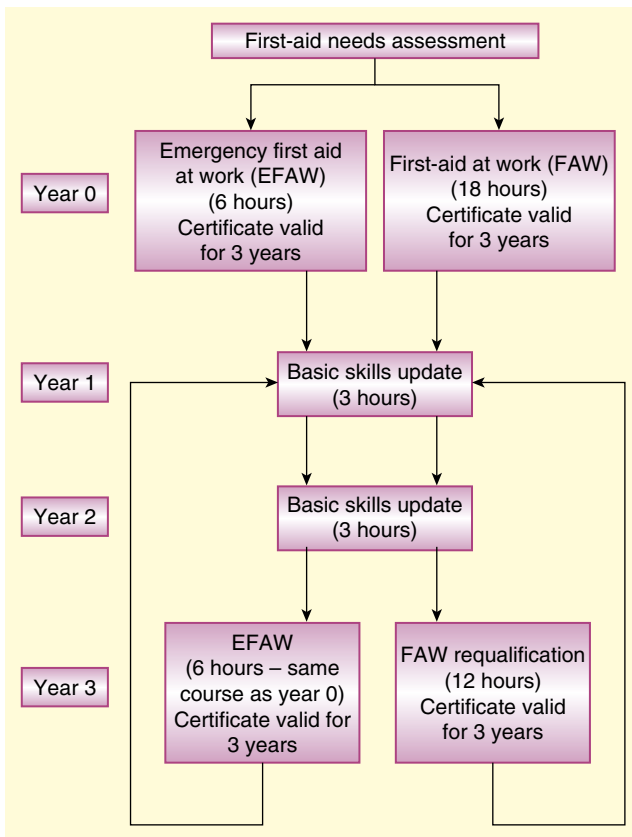 First-aid needs assessment
Year 0
Emergency first aid
at work (EFAW)
(6 hours)
Certificate valid
for 3 years
First-aid at work (FAW)
(18 hours)
Certificate valid
for 3 years
Year 1
Basic skills update
(3 hours)
Year 2
Basic skills update
(3 hours)
Year 3
EFAW
(6 hours – same
course as year 0)
Certificate valid for
3 years
FAW requalification
(12 hours)
Certificate valid
for 3 years